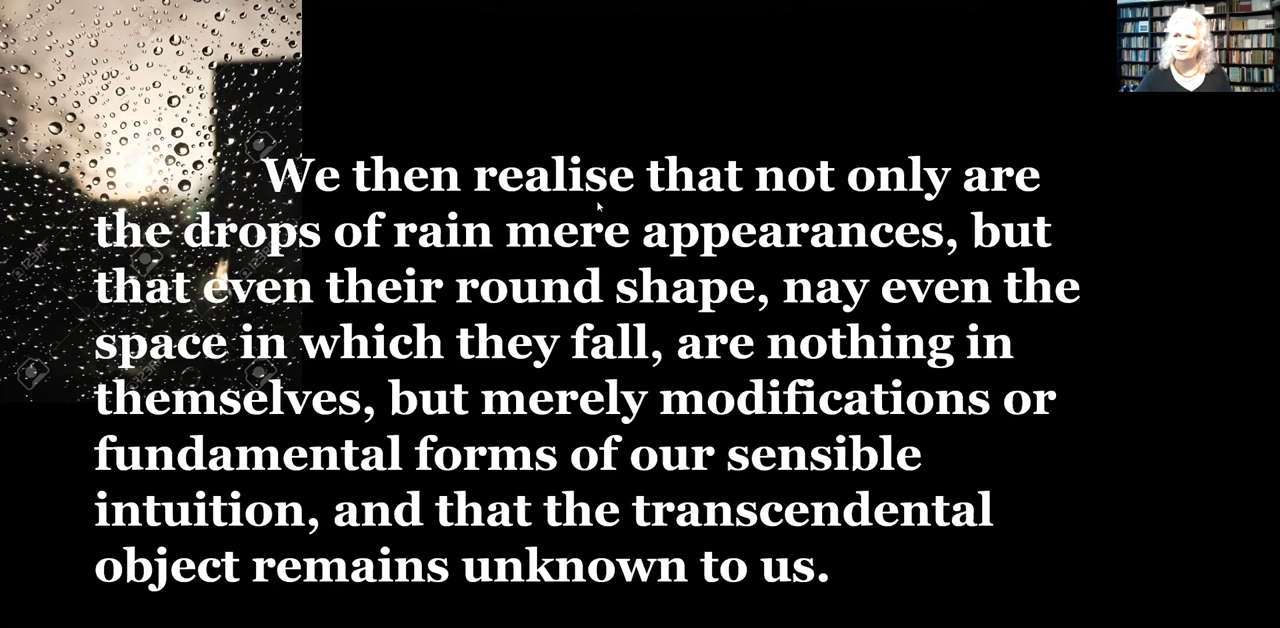 We then realise that not only are
the drops of rain mere appearances, but
that even their round shape, nay even the
space in which they fall, are nothing in
themselves, but merely modifications or
fundamental forms of our sensible
intuition, and that the transcendental
object remains unknown to us.